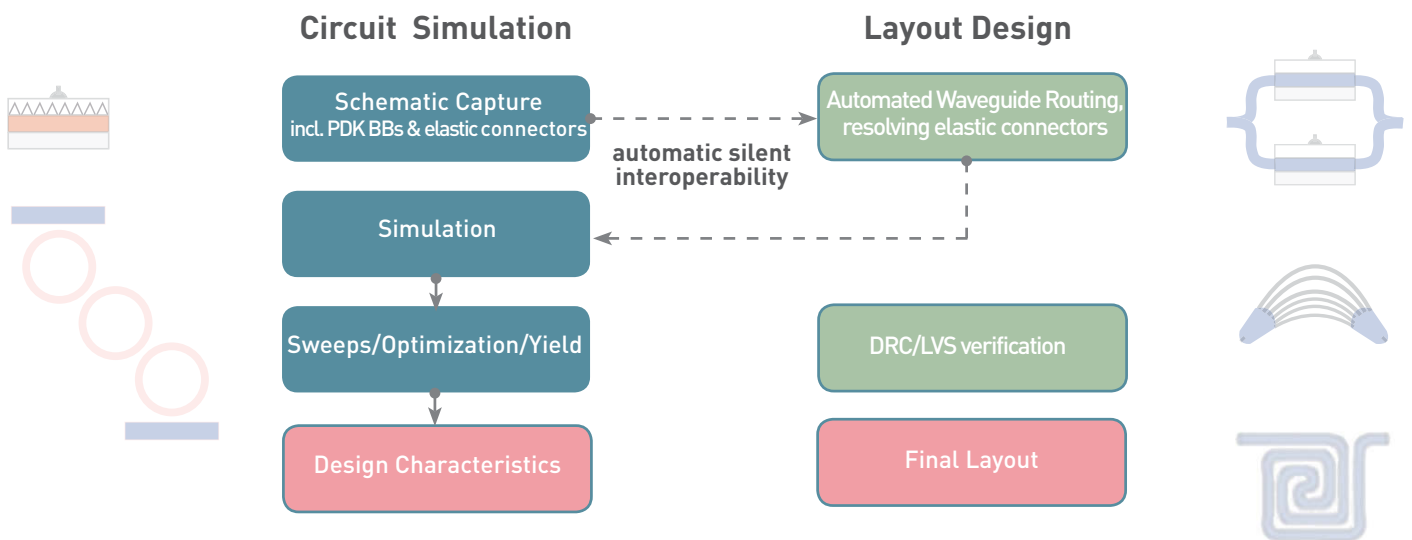 Circuit Simulation
Layout Design
Schematic Capture
incl. PDK BBs & elastic connectors
Automated Waveguide Routing,
resolving elastic connectors
automatic silent
interoperability
Simulation
Sweeps/Optimization/Yield
DRC/LVS verification
Design Characteristics
Final Layout